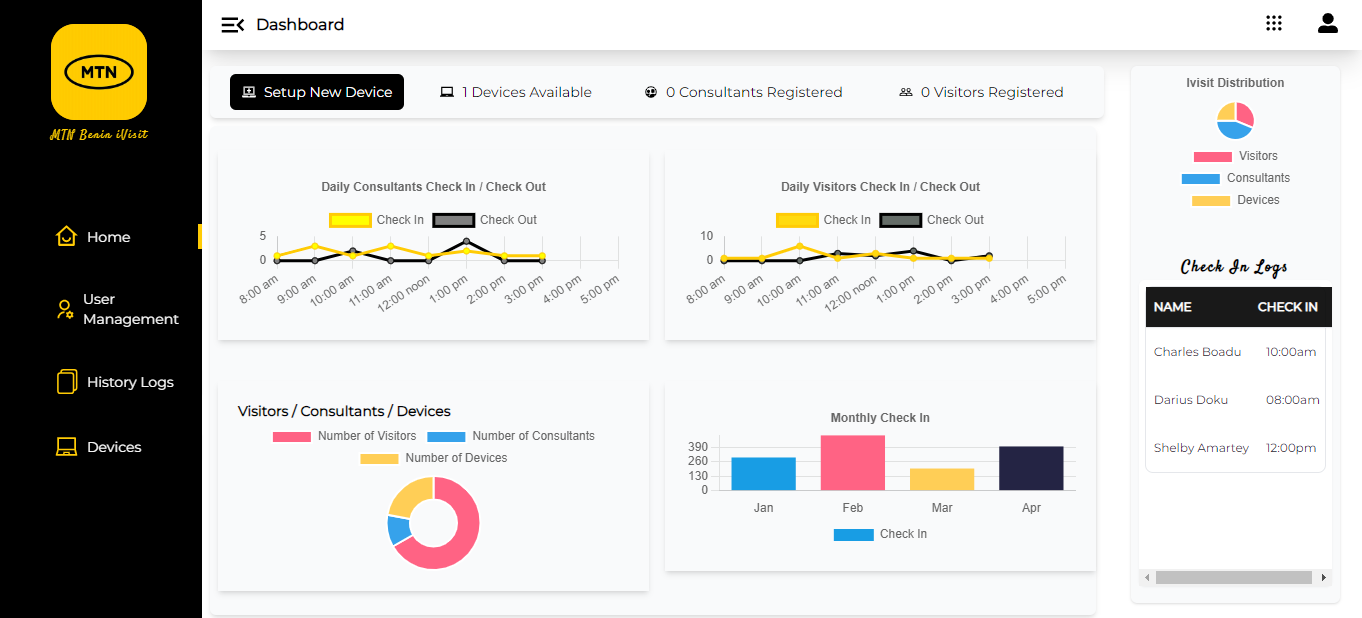 MTN
MTN Benin iVisit
Home
User
Management
History Logs
Devices
Dashboard
Setup New Device
1 Devices Available
0 Consultants Registered
0 Visitors Registered
Daily Consultants Check In / Check Out
Check In
Check Out
5
0
8:00 am
9:00 am
10:00 am
11:00 am
12:00 noon
1:00 pm
2:00 pm
3:00 pm
4:00 pm
5:00 pm
Daily Visitors Check In / Check Out
Check In
Check Out
10
0
8:00 am
9:00 am
10:00 am
11:00 am
12:00 noon
1:00 pm
2:00 pm
3:00 pm
4:00 pm
5:00 pm
Visitors / Consultants / Devices
Number of Visitors
Number of Consultants
Number of Devices
Monthly Check In
390
260
130
0
Jan
Feb
Mar
Apr
Check In
Ivisit Distribution
Visitors
Consultants
Devices
Check In Logs
NAME CHECK IN
Charles Boadu 10:00am
Darius Doku 08:00am
Shelby Amartey 12:00pm